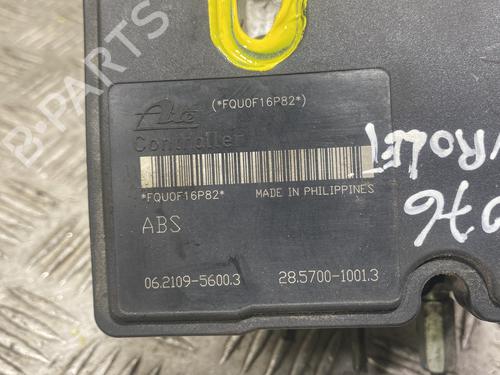 (*FQU0F16P82*)
Ate
Controller
*FQU0F16P82*
MADE IN PHILIPPINES
ABS
06.2109-5600.3
28.5700-1001.3
B-PARTS